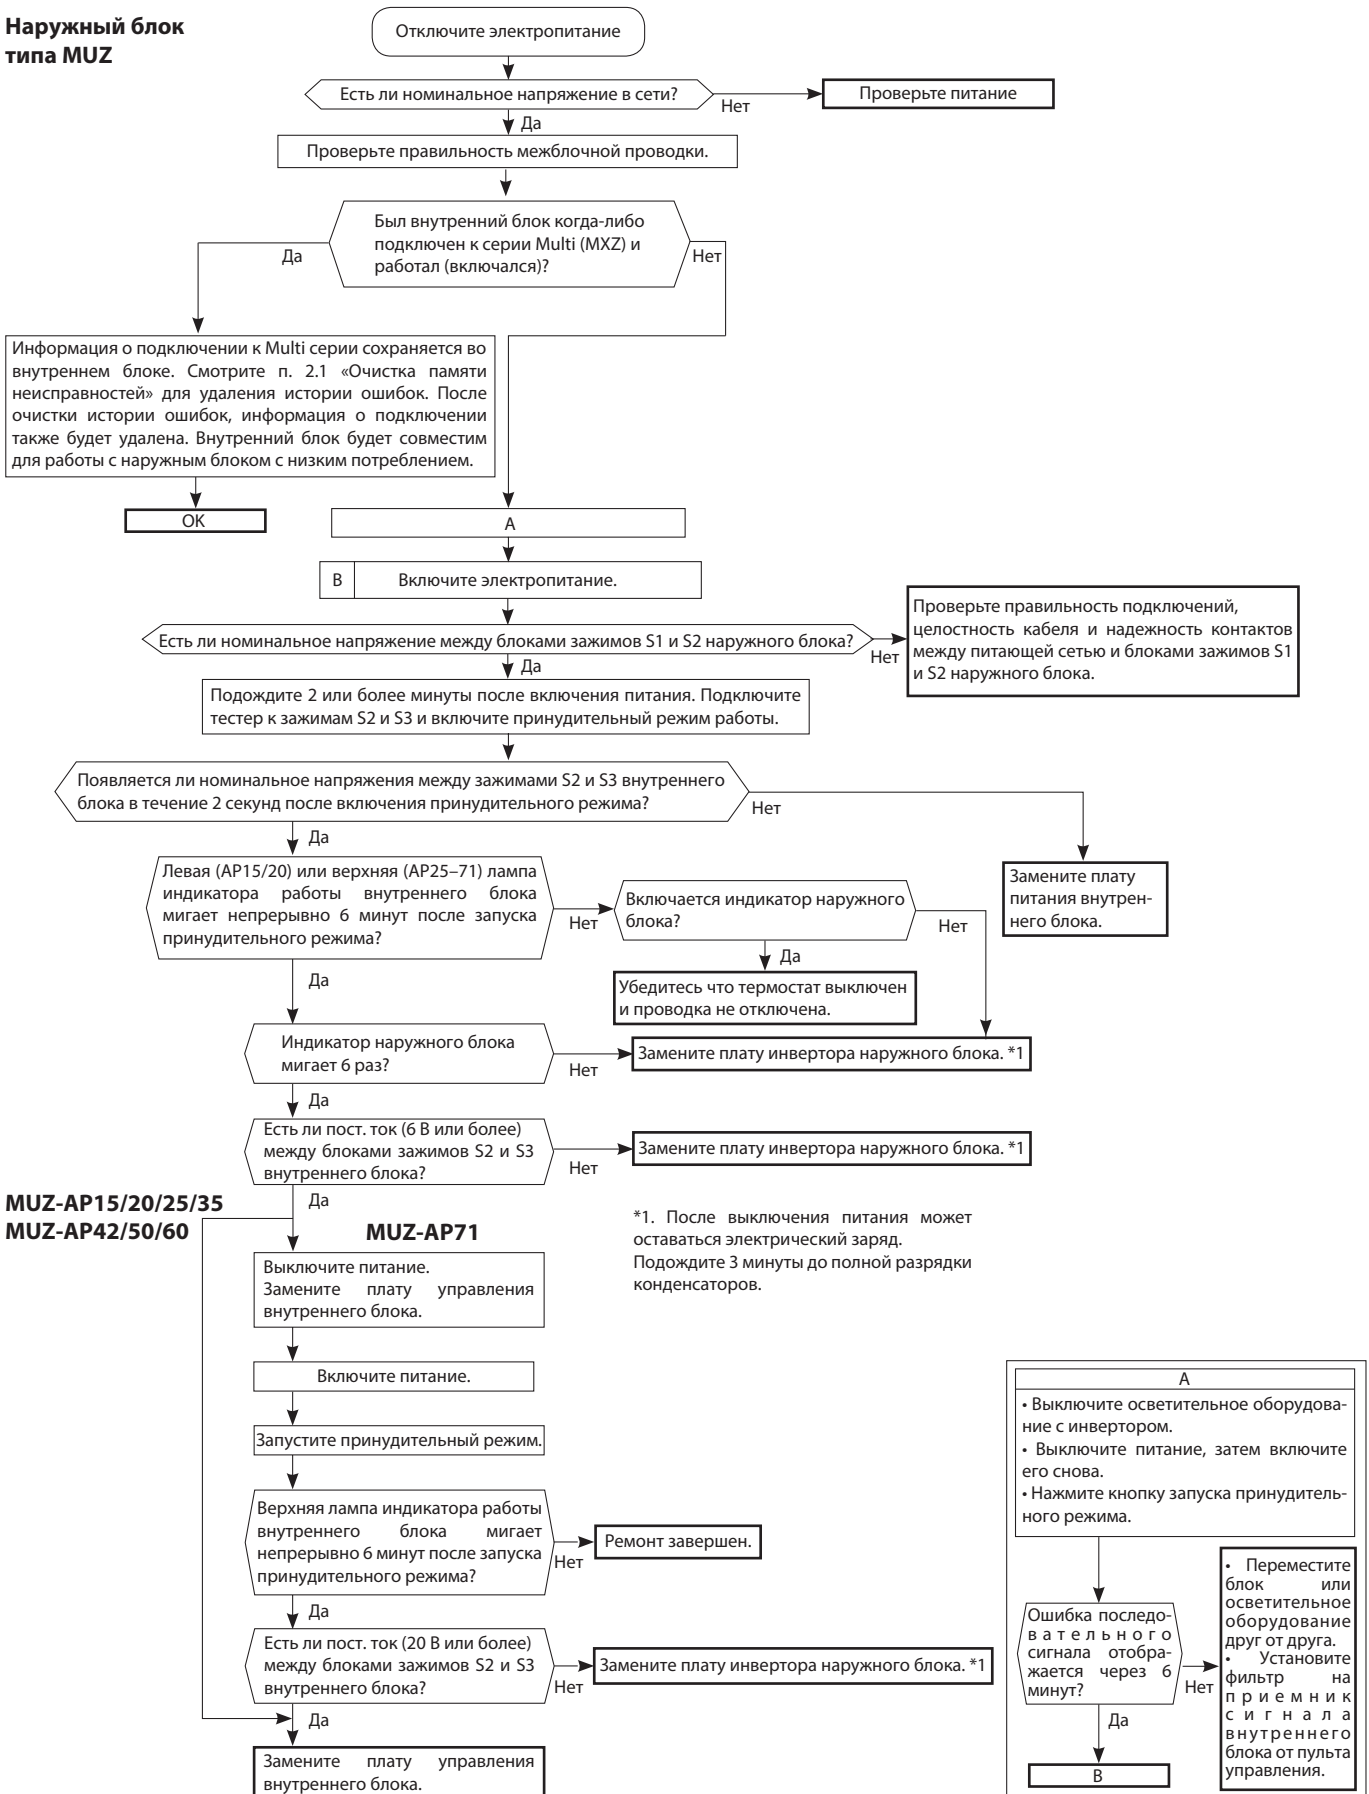 Наружный блок
типа MUZ
Отключите электропитание
Есть ли номинальное напряжение в сети?
Нет
Проверьте питание
Да
Проверьте правильность межблочной проводки.
Был внутренний блок когда-либо
подключен к серии Multi (MXZ) и
работал (включался)?
Да
Нет
Информация о подключении к Multi серии сохраняется во
внутреннем блоке. Смотрите п. 2.1 «Очистка памяти
неисправностей» для удаления истории ошибок. После
очистки истории ошибок, информация о подключении
также будет удалена. Внутренний блок будет совместим
для работы с наружным блоком с низким потреблением.
OK
A
B
Включите электропитание.
Есть ли номинальное напряжение между блоками зажимов S1 и S2 наружного блока?
Нет
Проверьте правильность подключений,
целостность кабеля и надежность контактов
между питающей сетью и блоками зажимов S1
и S2 наружного блока.
Да
Подождите 2 или более минуты после включения питания. Подключите
тестер к зажимам S2 и S3 и включите принудительный режим работы.
Появляется ли номинальное напряжения между зажимами S2 и S3 внутреннего
блока в течение 2 секунд после включения принудительного режима?
Нет
Да
Замените плату
питания внутрен-
него блока.
Левая (AP15/20) или верхняя (AP25–71) лампа
индикатора работы внутреннего блока
мигает непрерывно 6 минут после запуска
принудительного режима?
Нет
Включается индикатор наружного
блока?
Нет
Да
Убедитесь что термостат выключен
и проводка не отключена.
Да
Индикатор наружного блока
мигает 6 раз?
Нет
Замените плату инвертора наружного блока. *1
Да
Есть ли пост. ток (6 В или более)
между блоками зажимов S2 и S3
внутреннего блока?
Нет
Замените плату инвертора наружного блока. *1
Да
MUZ-AP15/20/25/35
MUZ-AP42/50/60
MUZ-AP71
*1. После выключения питания может
оставаться электрический заряд.
Подождите 3 минуты до полной разрядки
конденсаторов.
Выключите питание.
Замените плату управления
внутреннего блока.
Включите питание.
Запустите принудительный режим.
Верхняя лампа индикатора работы
внутреннего блока мигает
непрерывно 6 минут после запуска
принудительного режима?
Нет
Ремонт завершен.
Да
Есть ли пост. ток (20 В или более)
между блоками зажимов S2 и S3
внутреннего блока?
Нет
Замените плату инвертора наружного блока. *1
Да
Замените плату управления
внутреннего блока.
A
• Выключите осветительное оборудова-
ние с инвертором.
• Выключите питание, затем включите
его снова.
• Нажмите кнопку запуска принудитель-
ного режима.
Ошибка последо-
вательного
сигнала отобра-
жается через 6
минут?
Нет
• Переместите
блок или
осветительное
оборудование
друг от друга.
• Установите
фильтр на
приемник
сигнала
внутреннего
блока от пульта
управления.
Да
B